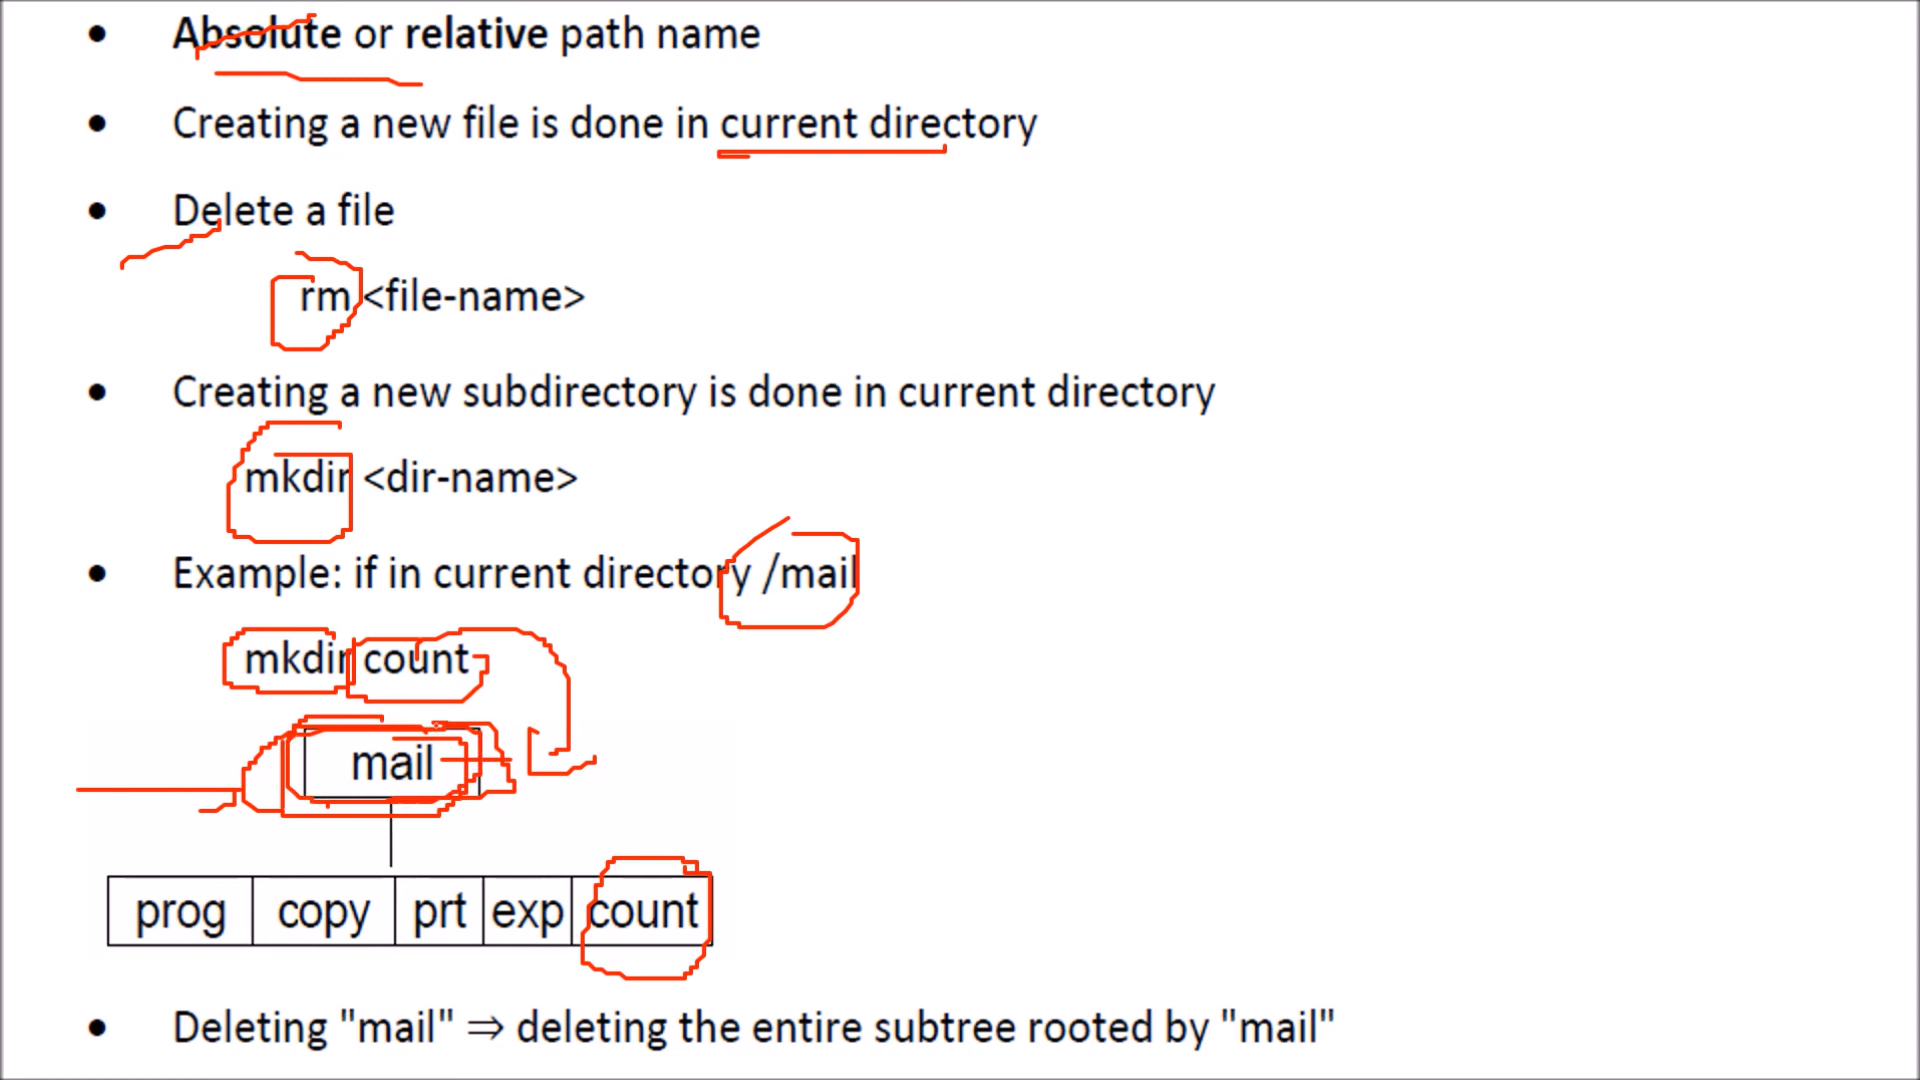 • Absolute or relative path name
• Creating a new file is done in current directory
• Delete a file
rm <file-name>
• Creating a new subdirectory is done in current directory
mkdir <dir-name>
• Example: if in current directory /mail
mkdir count
mail
prog copy prt exp count
• Deleting "mail" ⇒ deleting the entire subtree rooted by "mail"